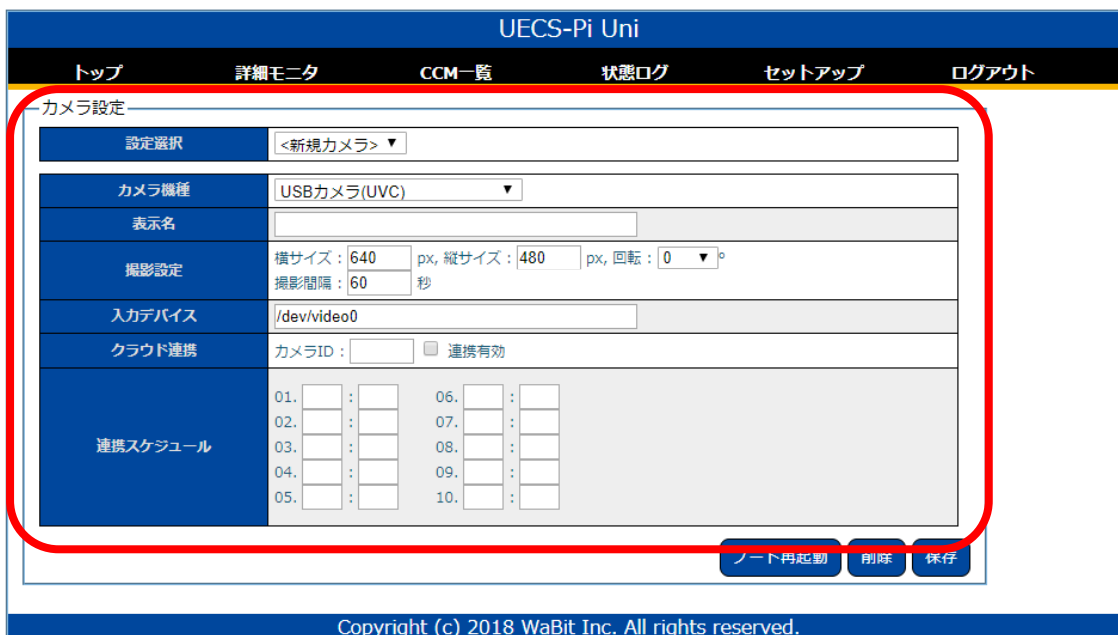 UECS-Pi Uni
トップ 詳細モニタ CCM一覧 状態ログ セットアップ ログアウト
カメラ設定
設定選択 <新規カメラ> ▼
カメラ機種 USBカメラ(UVC) ▼
表示名
撮影設定 横サイズ：640 px, 縦サイズ：480 px, 回転：0 ▼ °
撮影間隔：60 秒
入力デバイス /dev/video0
クラウド連携 カメラID： 連携有効
連携スケジュール
01. : 06. :
02. : 07. :
03. : 08. :
04. : 09. :
05. : 10. :
ノード再起動 削除 保存
Copyright (c) 2018 WaBit Inc. All rights reserved.